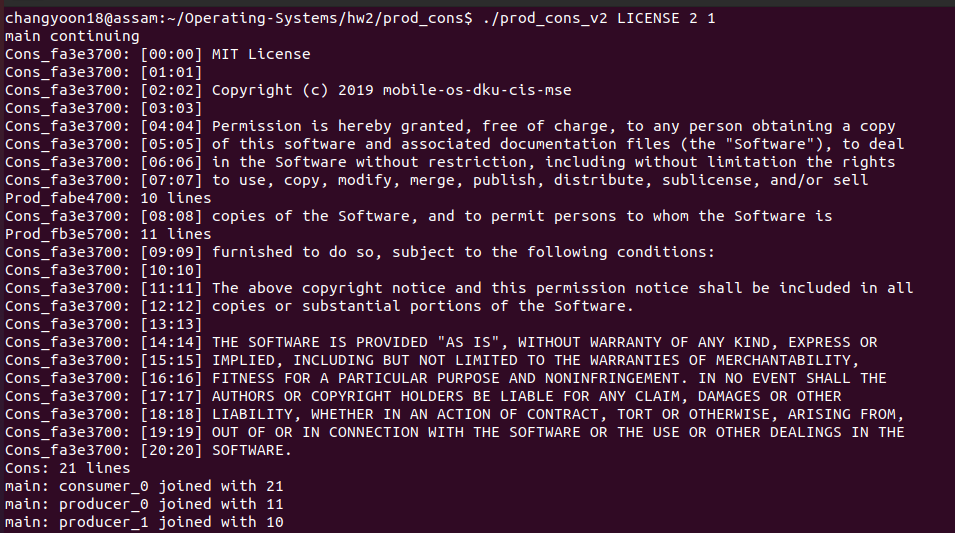 changyoon18@assam:~/Operating-Systems/hw2/prod_cons$ ./prod_cons_v2 LICENSE 2 1
main continuing
Cons_fa3e3700: [00:00] MIT License
Cons_fa3e3700: [01:01]
Cons_fa3e3700: [02:02] Copyright (c) 2019 mobile-os-dku-cis-mse
Cons_fa3e3700: [03:03]
Cons_fa3e3700: [04:04] Permission is hereby granted, free of charge, to any person obtaining a copy
Cons_fa3e3700: [05:05] of this software and associated documentation files (the "Software"), to deal
Cons_fa3e3700: [06:06] in the Software without restriction, including without limitation the rights
Cons_fa3e3700: [07:07] to use, copy, modify, merge, publish, distribute, sublicense, and/or sell
Prod_fabe4700: 10 lines
Cons_fa3e3700: [08:08] copies of the Software, and to permit persons to whom the Software is
Prod_fb3e5700: 11 lines
Cons_fa3e3700: [09:09] furnished to do so, subject to the following conditions:
Cons_fa3e3700: [10:10]
Cons_fa3e3700: [11:11] The above copyright notice and this permission notice shall be included in all
Cons_fa3e3700: [12:12] copies or substantial portions of the Software.
Cons_fa3e3700: [13:13]
Cons_fa3e3700: [14:14] THE SOFTWARE IS PROVIDED "AS IS", WITHOUT WARRANTY OF ANY KIND, EXPRESS OR
Cons_fa3e3700: [15:15] IMPLIED, INCLUDING BUT NOT LIMITED TO THE WARRANTIES OF MERCHANTABILITY,
Cons_fa3e3700: [16:16] FITNESS FOR A PARTICULAR PURPOSE AND NONINFRINGEMENT. IN NO EVENT SHALL THE
Cons_fa3e3700: [17:17] AUTHORS OR COPYRIGHT HOLDERS BE LIABLE FOR ANY CLAIM, DAMAGES OR OTHER
Cons_fa3e3700: [18:18] LIABILITY, WHETHER IN AN ACTION OF CONTRACT, TORT OR OTHERWISE, ARISING FROM,
Cons_fa3e3700: [19:19] OUT OF OR IN CONNECTION WITH THE SOFTWARE OR THE USE OR OTHER DEALINGS IN THE
Cons_fa3e3700: [20:20] SOFTWARE.
Cons: 21 lines
main: consumer_0 joined with 21
main: producer_0 joined with 11
main: producer_1 joined with 10